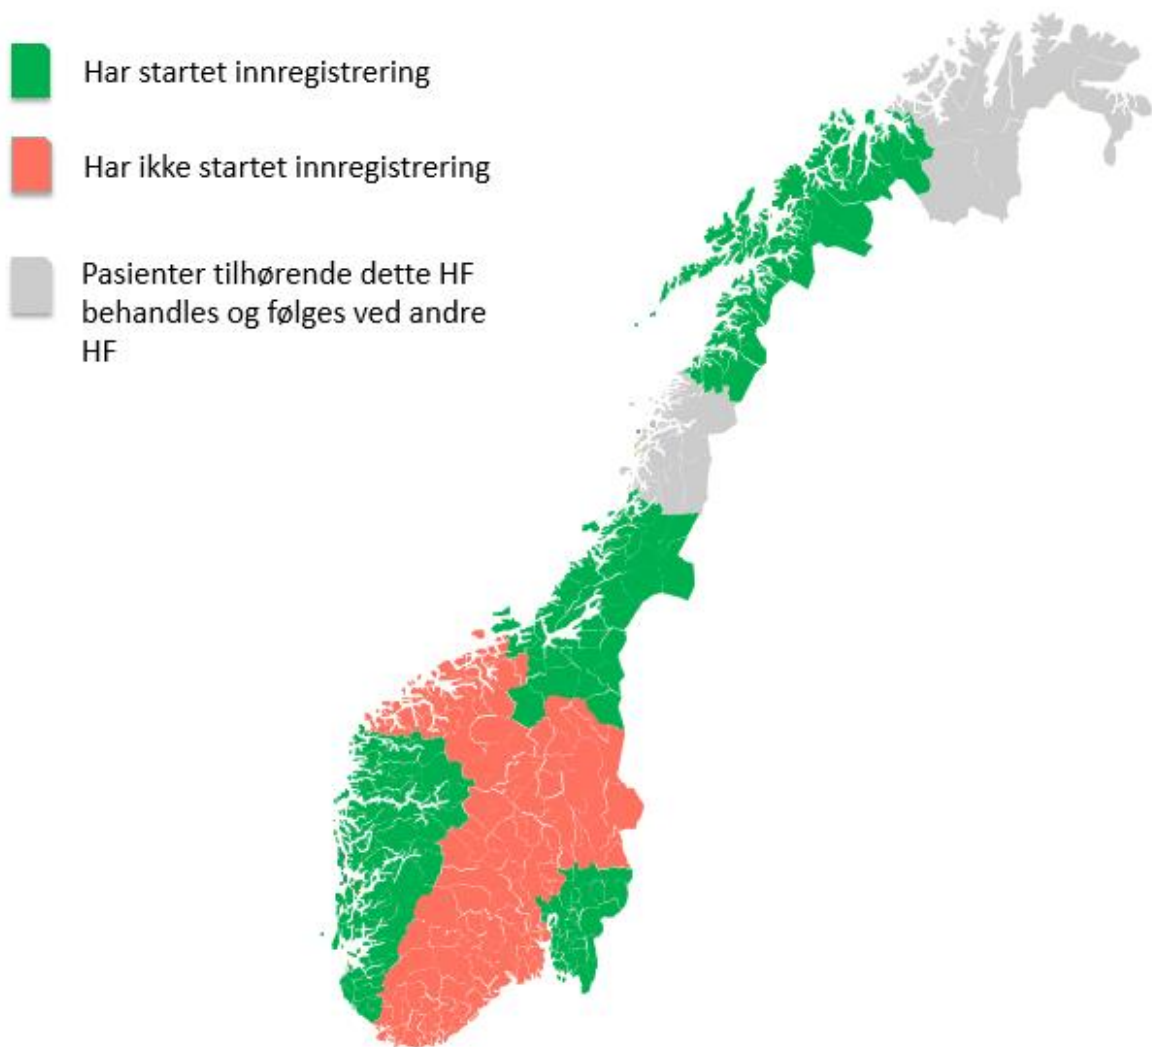 Har startet innregistrering
Har ikke startet innregistrering
Pasienter tilhørende dette HF
behandles og følges ved andre
HF